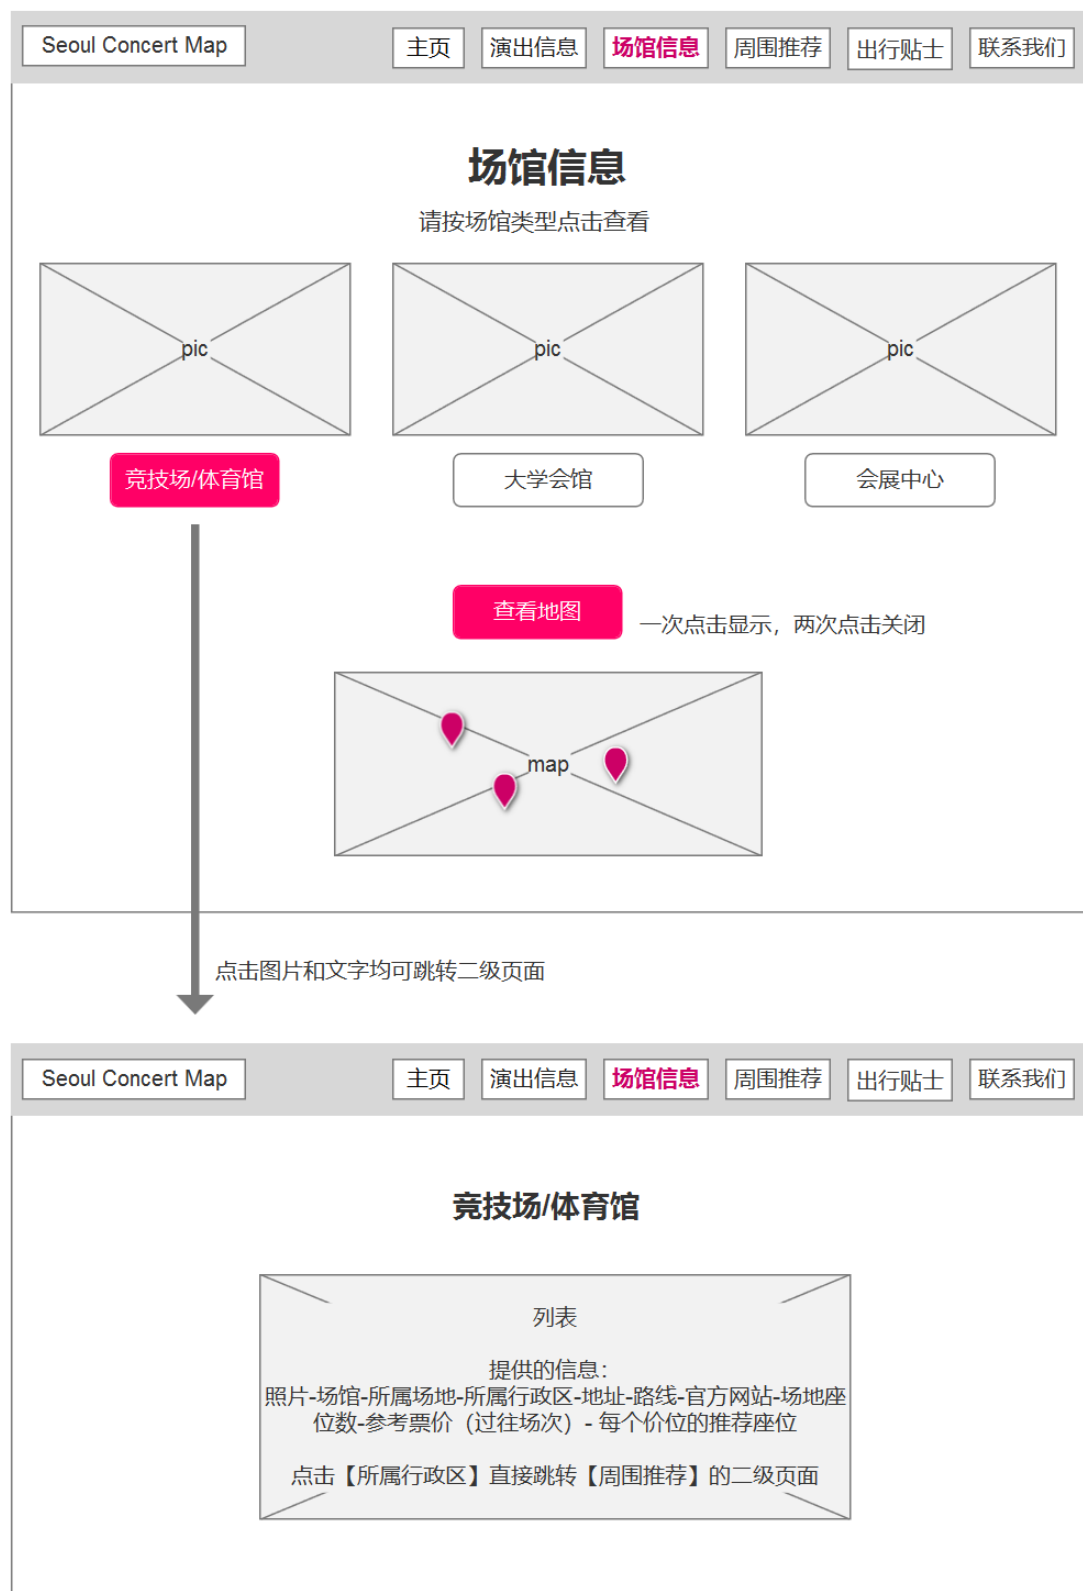 Seoul Concert Map
主页
演出信息
场馆信息
周围推荐
出行贴士
联系我们
场馆信息
请按场馆类型点击查看
pic
pic
pic
竞技场/体育馆
大学会馆
会展中心
查看地图
一次点击显示，两次点击关闭
map
点击图片和文字均可跳转二级页面
Seoul Concert Map
主页
演出信息
场馆信息
周围推荐
出行贴士
联系我们
竞技场/体育馆
列表
提供的信息：
照片-场馆-所属场地-所属行政区-地址-路线-官方网站-场地座
位数-参考票价（过往场次）- 每个价位的推荐座位
点击【所属行政区】直接跳转【周围推荐】的二级页面